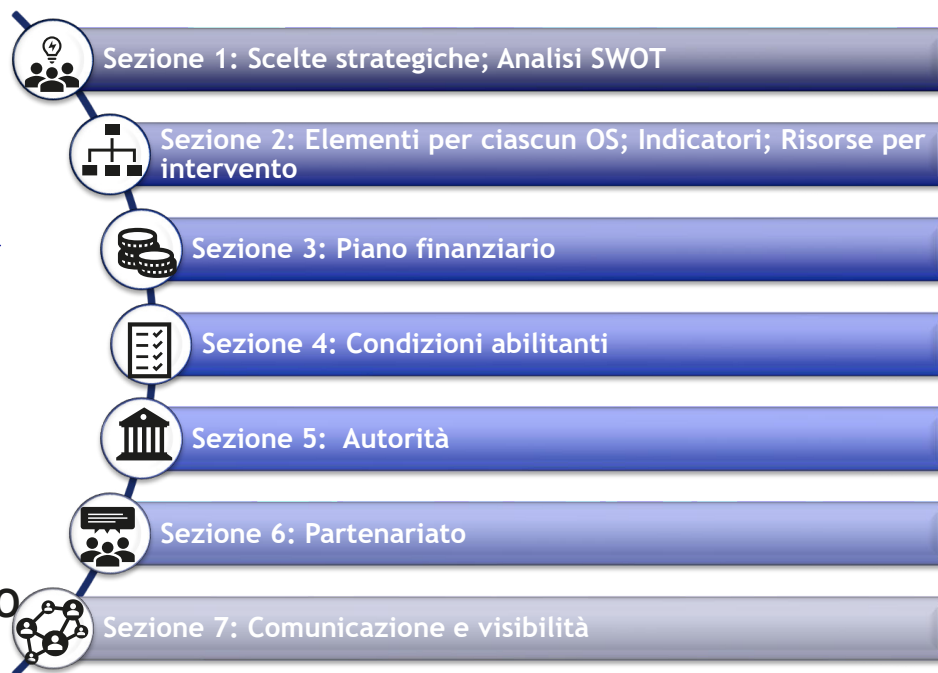 Sezione 1: Scelte strategiche; Analisi SWOT
Sezione 2: Elementi per ciascun OS; Indicatori; Risorse per
intervento
Sezione 3: Piano finanziario
Sezione 4: Condizioni abilitanti
Sezione 5: Autorità
Sezione 6: Partenariato
Sezione 7: Comunicazione e visibilità